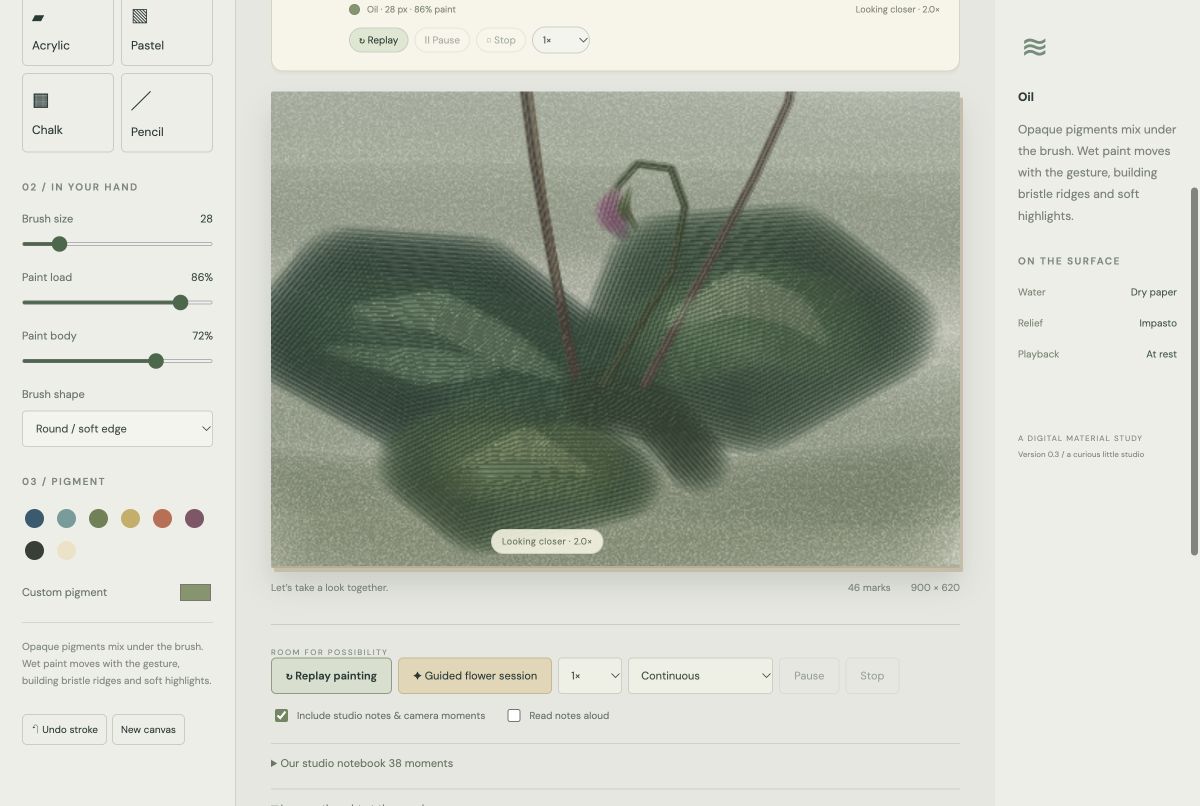 Acrylic
Pastel
Chalk
Pencil
02 / IN YOUR HAND
Brush size 28
Paint load 86%
Paint body 72%
Brush shape
Round / soft edge
03 / PIGMENT
Custom pigment
Opaque pigments mix under the brush.
Wet paint moves with the gesture,
building bristle ridges and soft highlights.
Undo stroke
New canvas
Oil · 28 px · 86% paint
Looking closer · 2.0×
↻ Replay
II Pause
Stop
1×
Looking closer · 2.0×
Let's take a look together.
46 marks
900 × 620
ROOM FOR POSSIBILITY
↻ Replay painting
✦ Guided flower session
1×
Continuous
Pause
Stop
Include studio notes & camera moments
Read notes aloud
Our studio notebook 38 moments
Oil
Opaque pigments mix under
the brush. Wet paint moves
with the gesture, building
bristle ridges and soft
highlights.
ON THE SURFACE
Water Dry paper
Relief Impasto
Playback At rest
A DIGITAL MATERIAL STUDY
Version 0.3 / a curious little studio